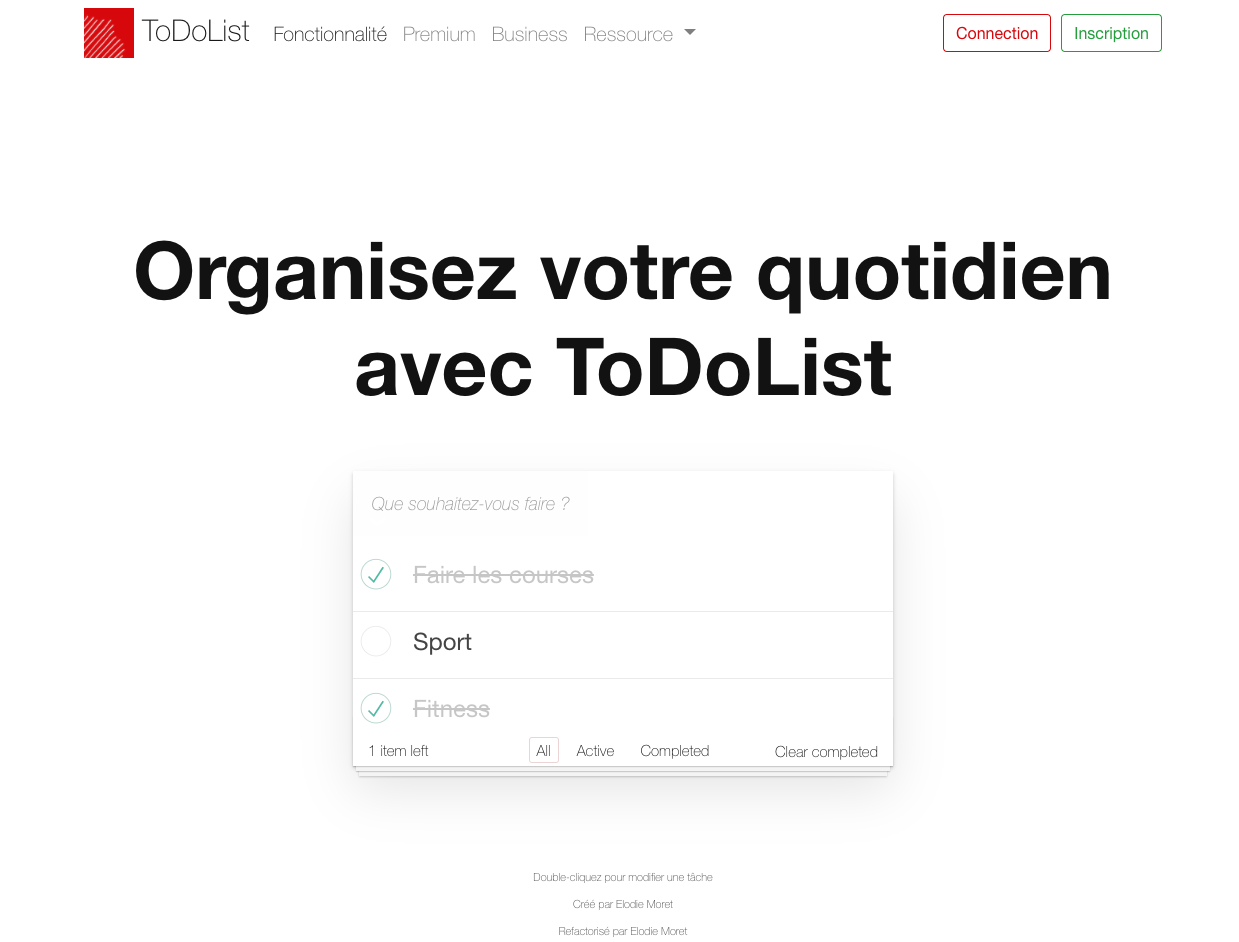 ToDoList Fonctionnalité Premium Business Ressource Connection Inscription
Organisez votre quotidien
avec ToDoList
Que souhaitez-vous faire ?
Faire les courses
Sport
Fitness
1 item left All Active Completed Clear completed
Double-cliquez pour modifier une tâche
Créé par Elodie Moret
Refactorisé par Elodie Moret